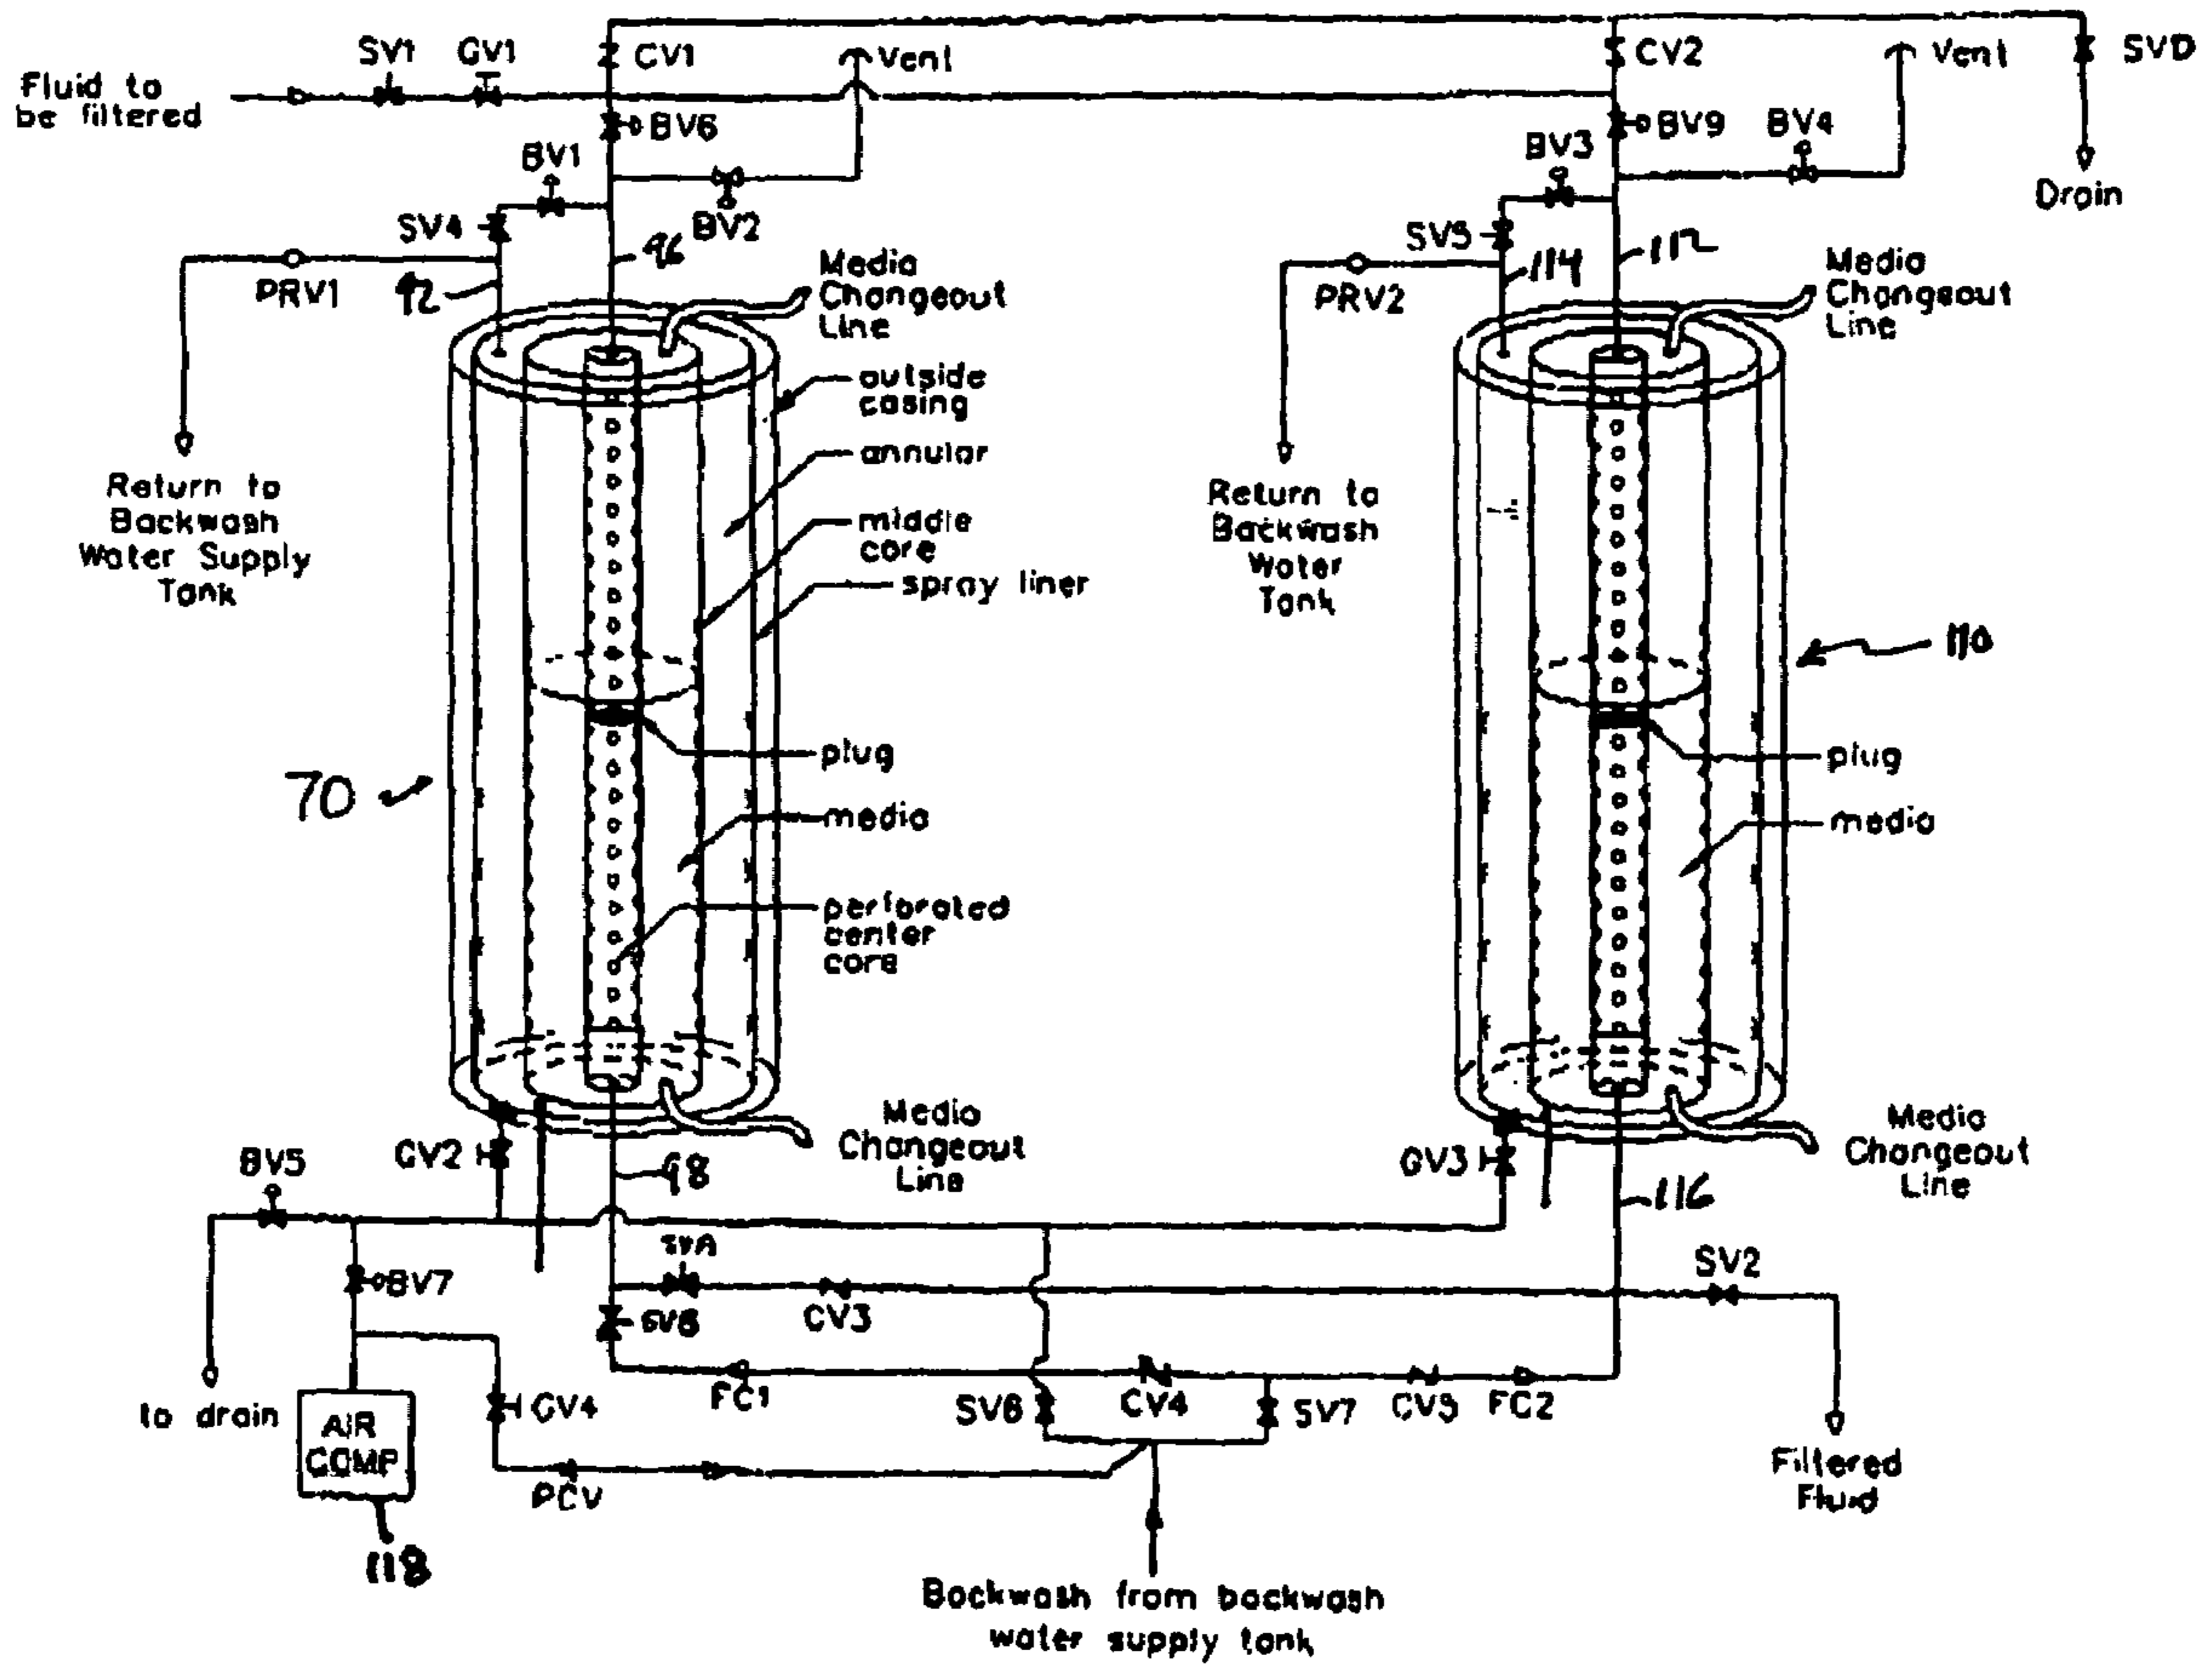 SV1
GV1
CV1
Vent
CV2
Vent
SVD
Fluid to
be filtered
BV6
BV9
BV4
BV1
BV3
Drain
SV4
BV2
SV5
PRV1
92
96
Media
Changeout
Line
PRV2
114
112
Media
Changeout
Line
outside
casing
annular
middle
core
spray liner
Return to
Backwash
Water Supply
Tank
Return to
Backwash
Water
Tank
110
plug
plug
70
media
media
perforated
center
core
Media
Changeout
Line
Media
Changeout
Line
BV5
GV2
98
GV3
116
SV2
BV7
CV3
to drain
AIR
COMP
GV4
FC1
SV6
CV4
SV7
CV5
FC2
PCV
Filtered
Fluid
118
Backwash from backwash
water supply tank